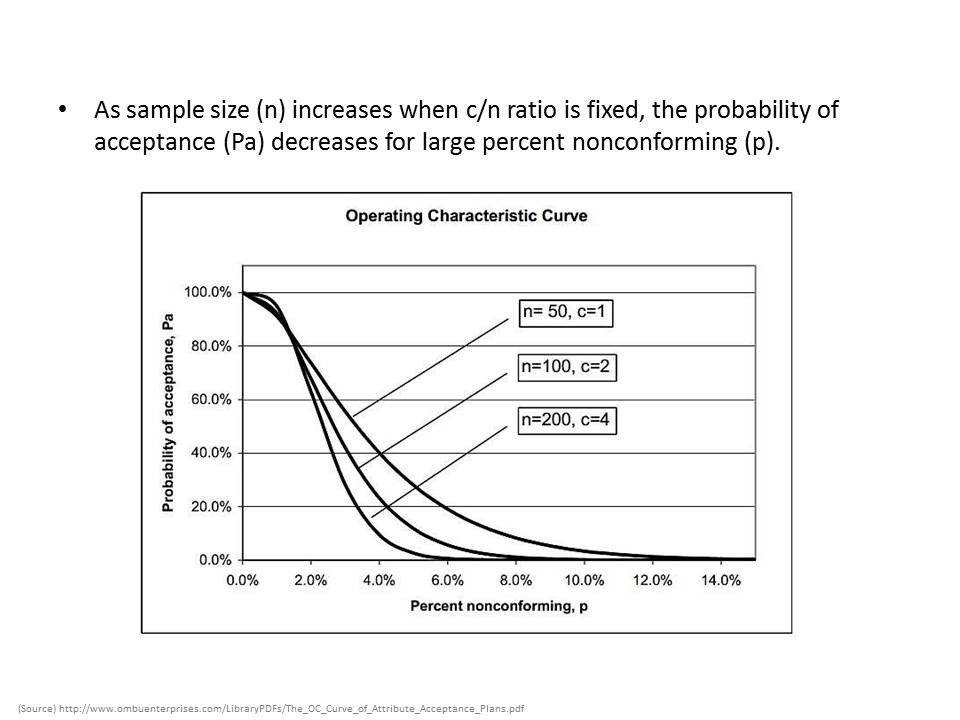 • As sample size (n) increases when c/n ratio is fixed, the probability of
acceptance (Pa) decreases for large percent nonconforming (p).
Operating Characteristic Curve
100.0%
80.0%
60.0%
40.0%
20.0%
0.0%
Probability of acceptance, Pa
n= 50, c=1
n=100, c=2
n=200, c=4
0.0% 2.0% 4.0% 6.0% 8.0% 10.0% 12.0% 14.0%
Percent nonconforming, p
(Source) http://www.ombuenterprises.com/LibraryPDFs/The_OC_Curve_of_Attribute_Acceptance_Plans.pdf